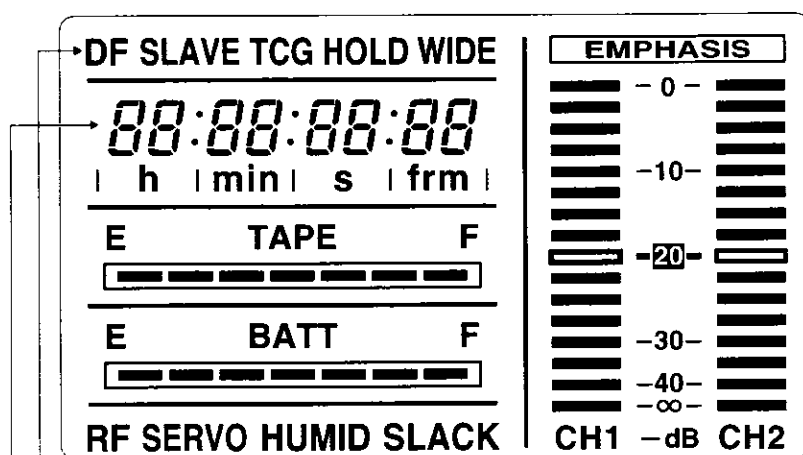 DF SLAVE TCG HOLD WIDE
88:88:88:88
h min s frm
E TAPE F
E BATT F
RF SERVO HUMID SLACK
EMPHASIS
-0-
-10-
-20-
-30-
-40-
-∞-
CH1 -dB CH2